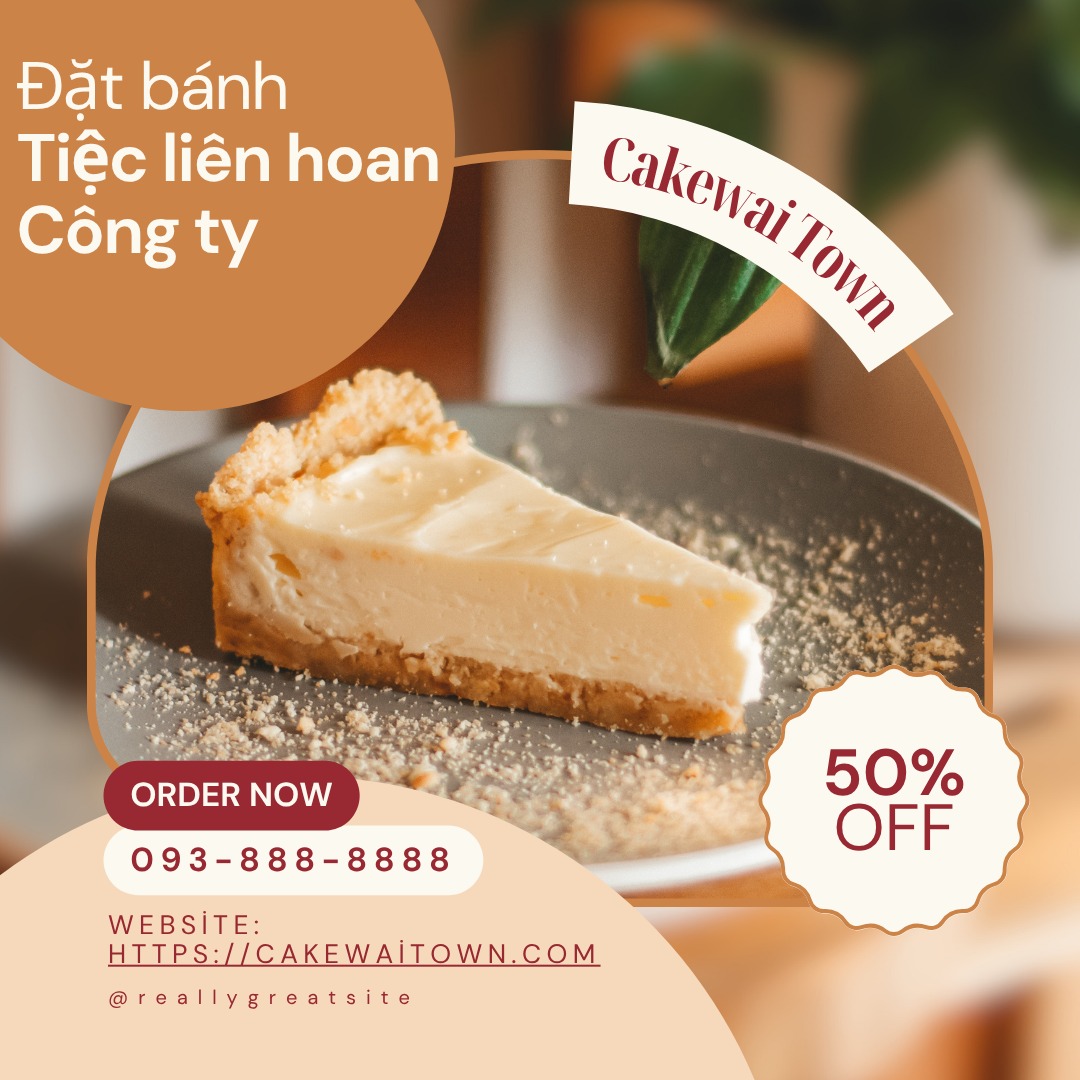 Đặt bánh
Tiệc liên hoan
Công ty
Cakewai Town
50%
OFF
ORDER NOW
093-888-8888
WEBSİTE:
HTTPS://CAKEWAİTOWN.COM
@reallygreatsite